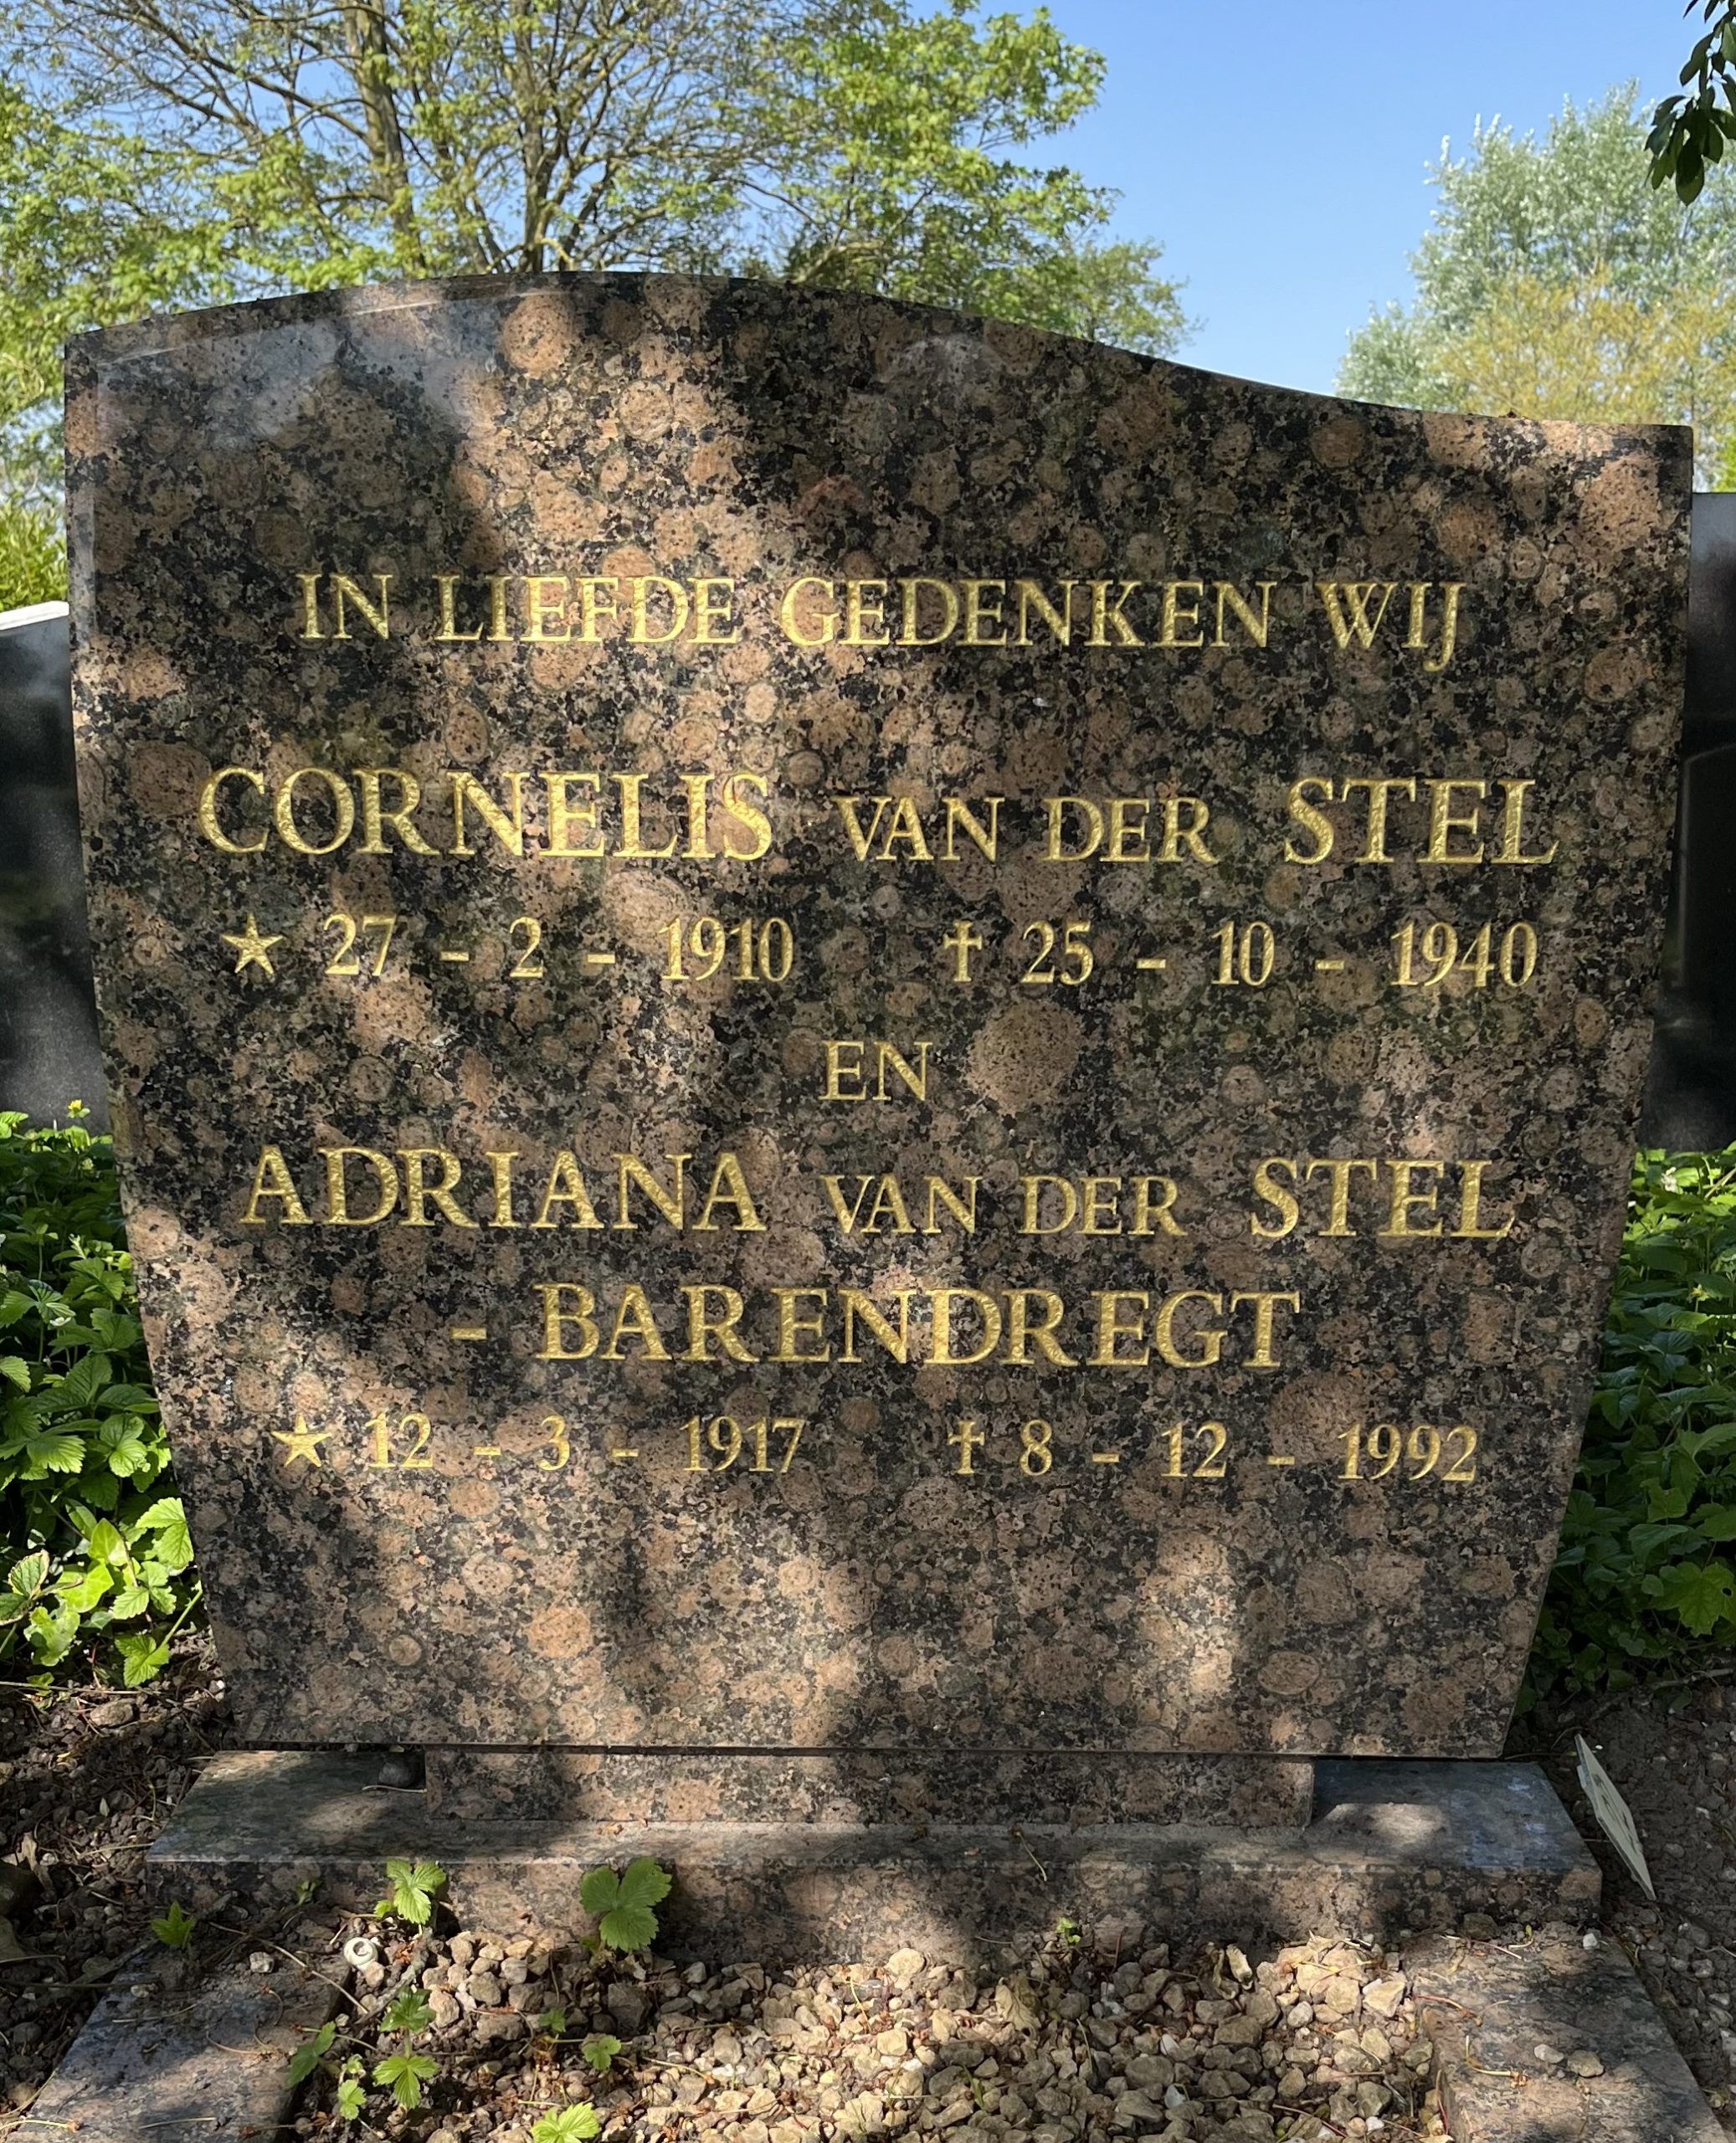 IN LIEFDE GEDENKEN WIJ
CORNELIS VAN DER STEL
★ 27 - 2 - 1910 † 25 - 10 - 1940
EN
ADRIANA VAN DER STEL
- BARENDREGT
★ 12 - 3 - 1917 † 8 - 12 - 1992